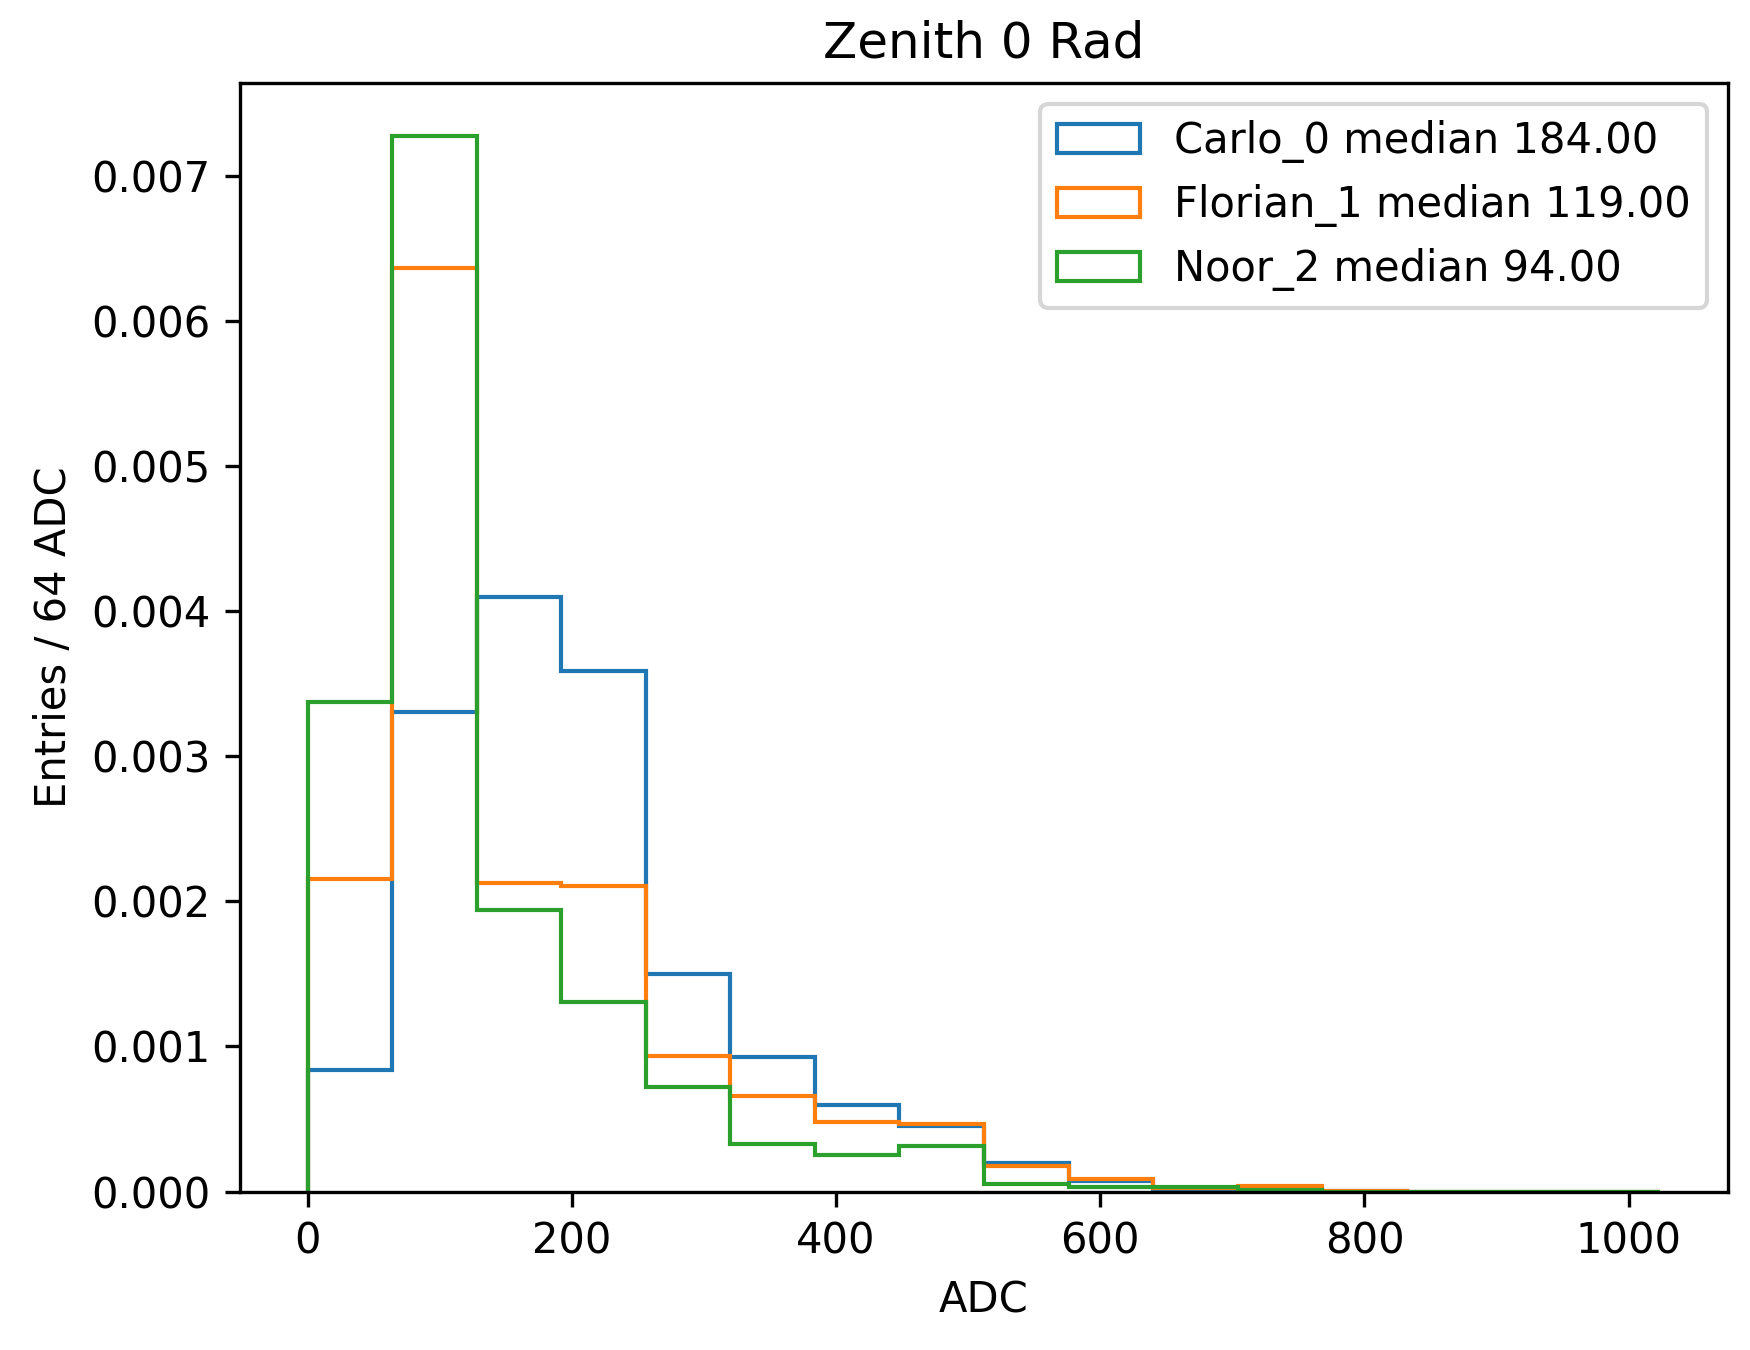 Zenith 0 Rad
Carlo_0 median 184.00
Florian_1 median 119.00
Noor_2 median 94.00
Entries / 64 ADC
0.007
0.006
0.005
0.004
0.003
0.002
0.001
0.000
0 200 400 600 800 1000
ADC